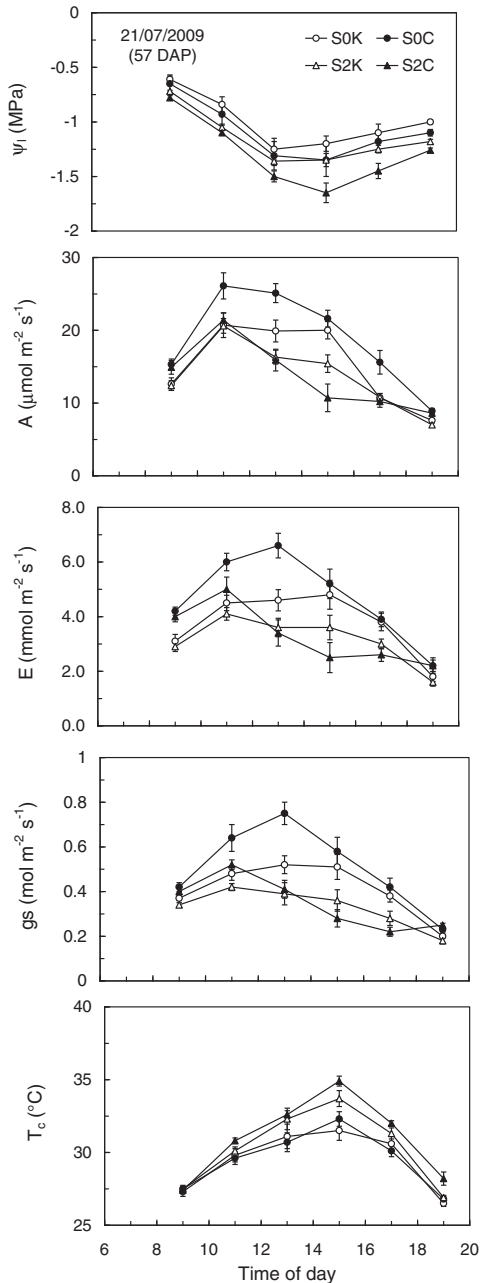 21/07/2009
(57 DAP)
S0K S0C
S2K S2C
0
-0.5
-1
-1.5
-2
Ψl (MPa)
30
20
10
0
A (μmol m-2 s-1)
8.0
6.0
4.0
2.0
0.0
E (mmol m-2 s-1)
1
0.8
0.6
0.4
0.2
0
gs (mol m-2 s-1)
40
35
30
25
Tc (°C)
6 8 10 12 14 16 18 20
Time of day